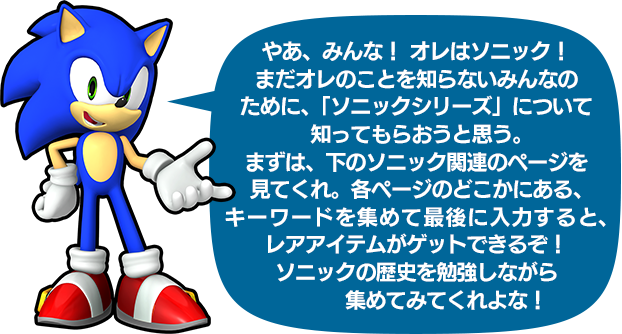 やあ、みんな！ オレはソニック！
まだオレのことを知らないみんなの
ために、「ソニックシリーズ」について
知ってもらおうと思う。
まずは、下のソニック関連のページを
見てくれ。各ページのどこかにある、
キーワードを集めて最後に入力すると、
レアアイテムがゲットできるぞ！
ソニックの歴史を勉強しながら
集めてみてくれよな！